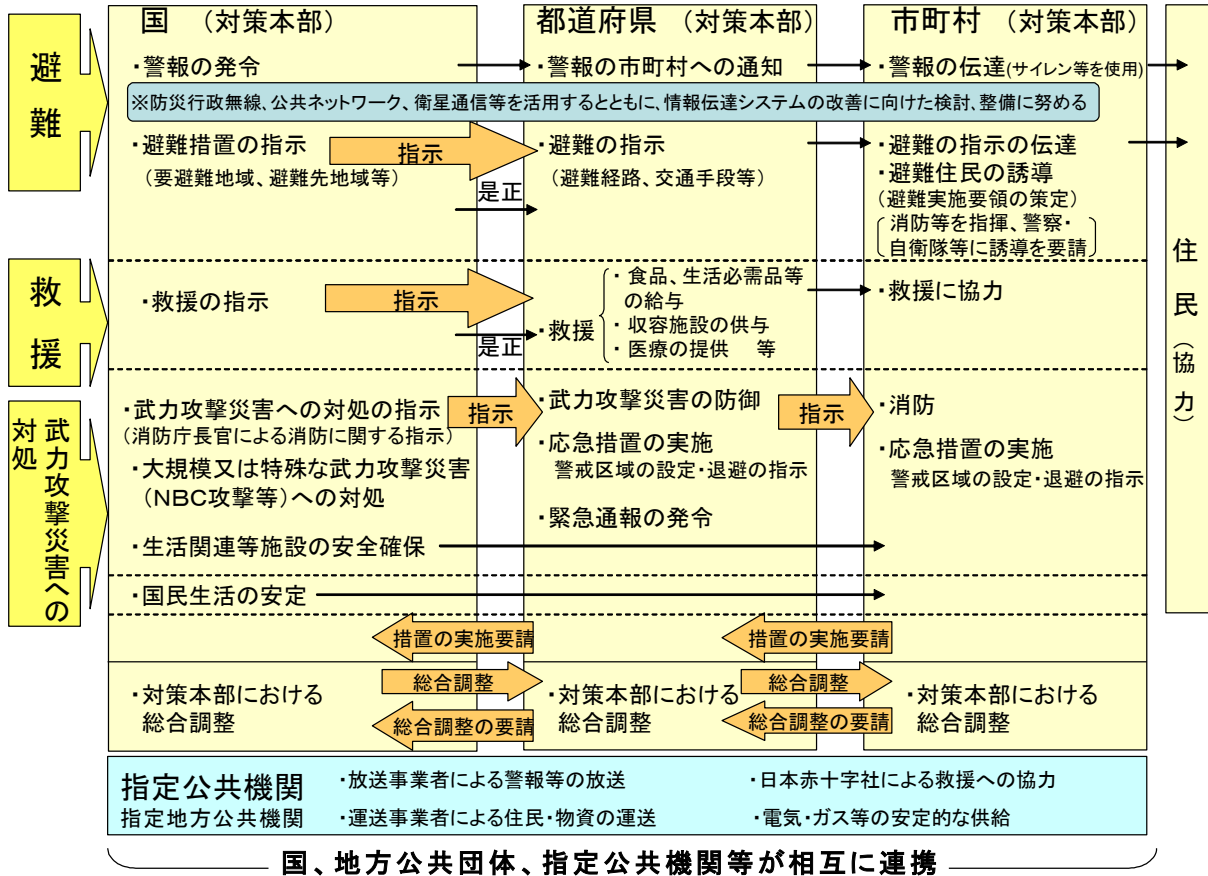 国 (対策本部)
都道府県 (対策本部)
市町村 (対策本部)
避難
・警報の発令
・警報の市町村への通知
・警報の伝達(サイレン等を使用)
※防災行政無線、公共ネットワーク、衛星通信等を活用するとともに、情報伝達システムの改善に向けた検討、整備に努める
・避難措置の指示
(要避難地域、避難先地域等)
指示
是正
・避難の指示
(避難経路、交通手段等)
・避難の指示の伝達
・避難住民の誘導
(避難実施要領の策定)
消防等を指揮、警察・
自衛隊等に誘導を要請
住民(協力)
救援
・救援の指示
指示
是正
・救援
・食品、生活必需品等
の給与
・収容施設の供与
・医療の提供 等
・救援に協力
武力攻撃災害への
対処
・武力攻撃災害への対処の指示
(消防庁長官による消防に関する指示)
指示
・武力攻撃災害の防御
指示
・消防
・大規模又は特殊な武力攻撃災害
(NBC攻撃等)への対処
・応急措置の実施
警戒区域の設定・退避の指示
・応急措置の実施
警戒区域の設定・退避の指示
・緊急通報の発令
・生活関連等施設の安全確保
・国民生活の安定
措置の実施要請
措置の実施要請
・対策本部における
総合調整
総合調整
総合調整の要請
・対策本部における
総合調整
総合調整
総合調整の要請
・対策本部における
総合調整
指定公共機関
指定地方公共機関
・放送事業者による警報等の放送
・日本赤十字社による救援への協力
・運送事業者による住民・物資の運送
・電気・ガス等の安定的な供給
国、地方公共団体、指定公共機関等が相互に連携